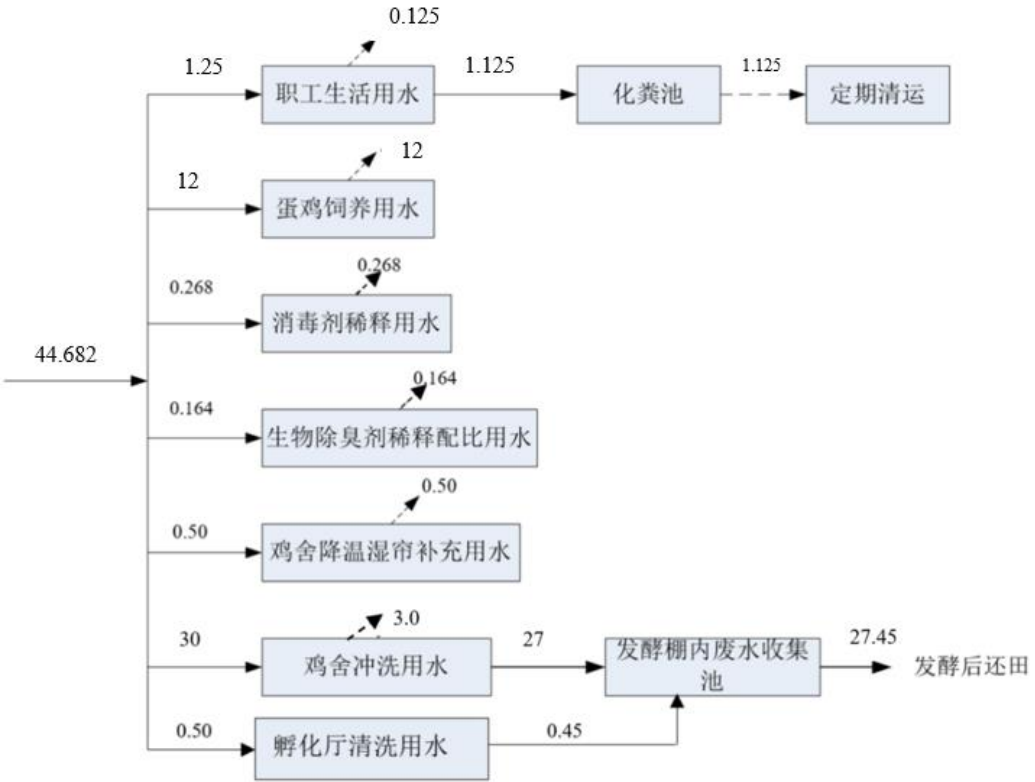 0.125
1.25
职工生活用水
1.125
化粪池
1.125
定期清运
12
12
蛋鸡饲养用水
0.268
0.268
消毒剂稀释用水
44.682
0.164
0.164
生物除臭剂稀释配比用水
0.50
0.50
鸡舍降温湿帘补充用水
3.0
30
鸡舍冲洗用水
27
发酵棚内废水收集
池
27.45
发酵后还田
0.50
孵化厅清洗用水
0.45